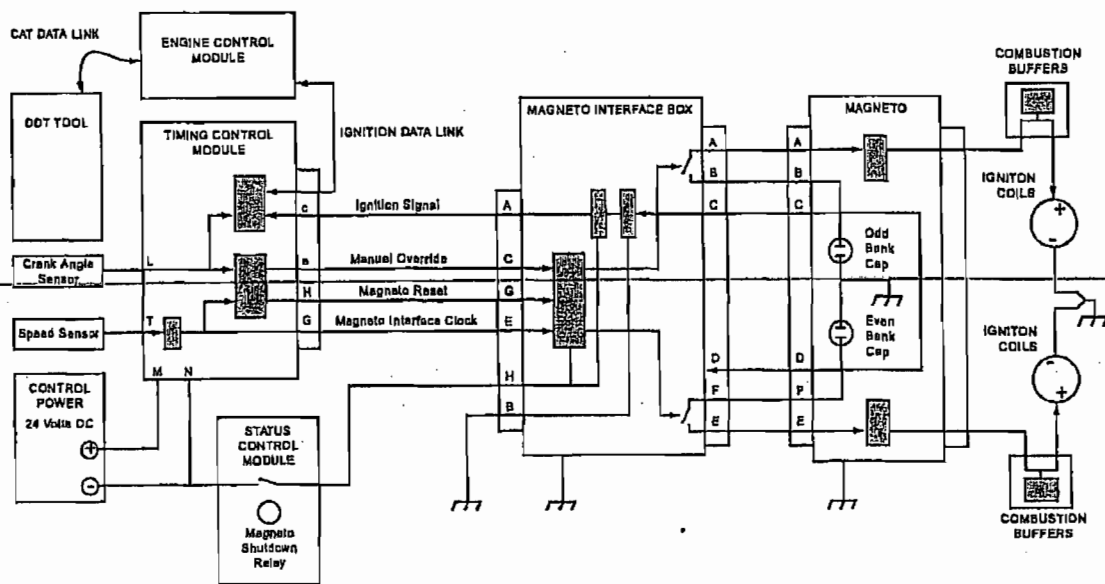 CAT DATA LINK
ENGINE CONTROL
MODULE
DDT TOOL
TIMING CONTROL
MODULE
IGNITION DATA LINK
MAGNETO INTERFACE BOX
MAGNETO
COMBUSTION
BUFFERS
IGNITON
COILS
C
Ignition Signal
A
A
B
C
A
B
C
Crank Angle
Sensor
L
Manual Override
C
Odd
Bank
Cap
H
Magneto Reset
G
Speed Sensor
T
G
Magneto Interface Clock
E
Even
Bank
Cap
IGNITON
COILS
M
N
H
B
D
F
E
D
F
E
CONTROL
POWER
24 Volts DC
+
-
+
-
-
+
STATUS
CONTROL
MODULE
Magneto
Shutdown
Relay
COMBUSTION
BUFFERS